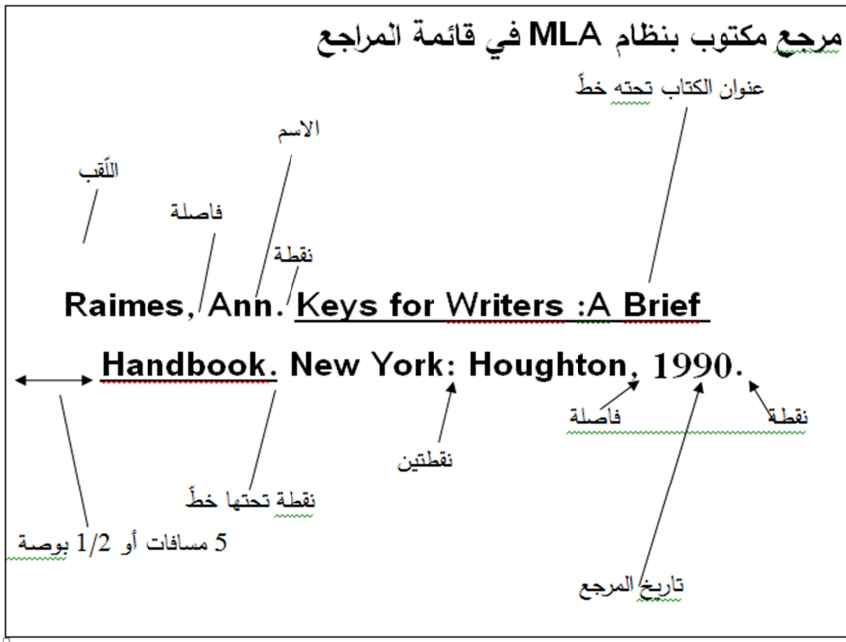 مرجع مكتوب بنظام MLA في قائمة المراجع
عنوان الكتاب تحته خطّ
الاسم
اللّقب
فاصلة
نقطة
Raimes, Ann. Keys for Writers :A Brief
Handbook. New York: Houghton, 1990.
فاصلة
نقطة
نقطتين
نقطة تحتها خطّ
5 مسافات أو 1/2 بوصة
تاريخ المرجع